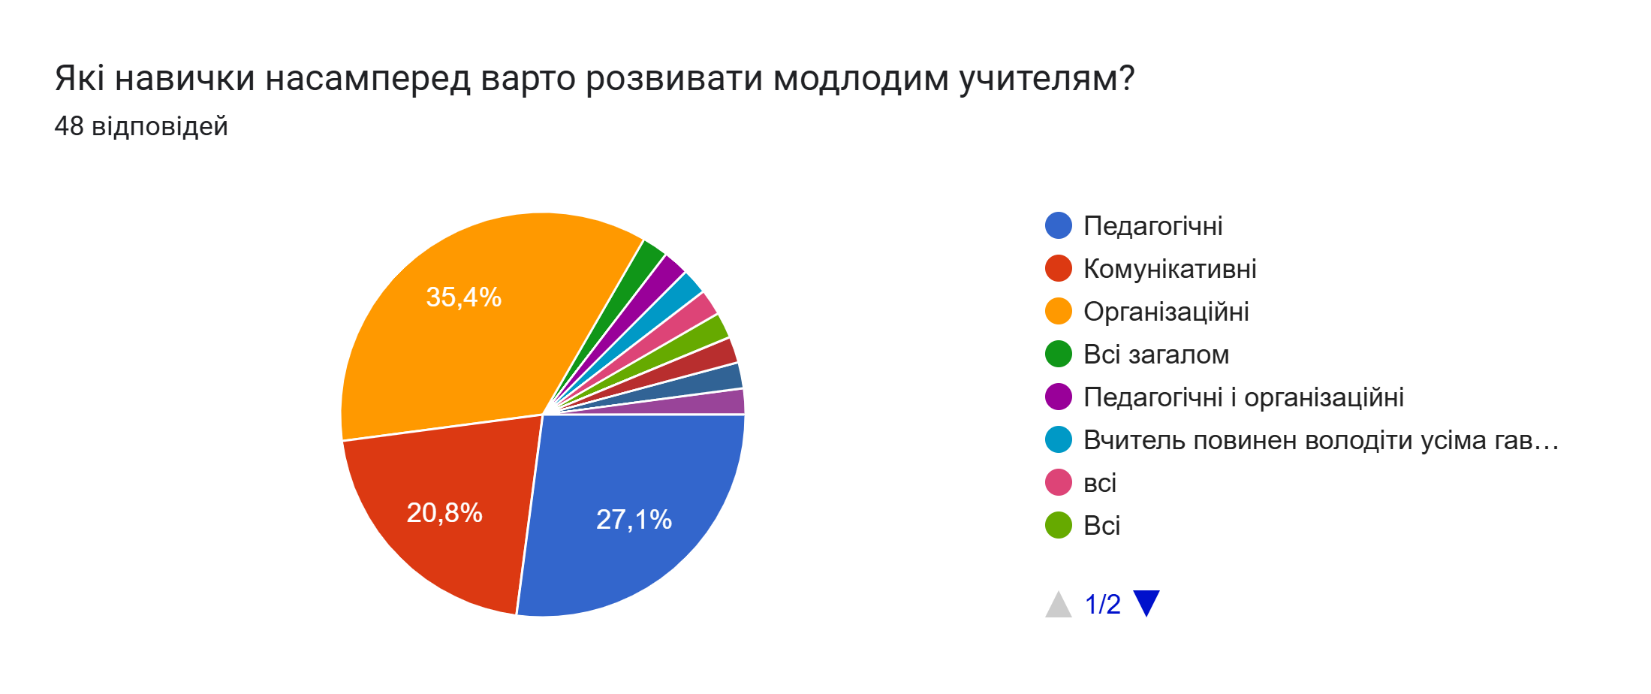 Які навички насамперед варто розвивати модлодим учителям?
48 відповідей
35,4%
20,8%
27,1%
Педагогічні
Комунікативні
Організаційні
Всі загалом
Педагогічні і організаційні
Вчитель повинен володіти усіма гав…
всі
Всі
1/2